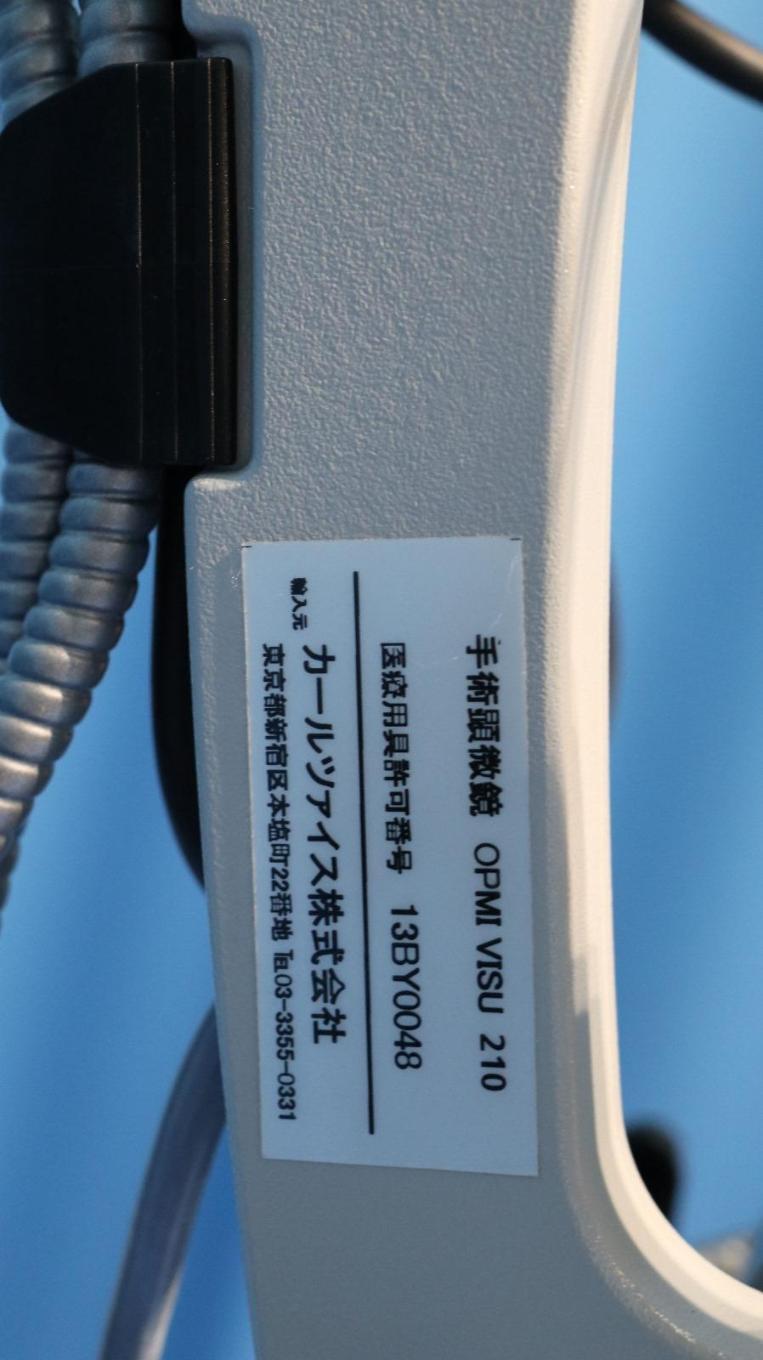 手術顕微鏡 OPMI VISU 210
医療用具許可番号 13BY0048
輸入元 カールツァイス株式会社
東京都新宿区本塩町22番地 ℡03-3355-0331